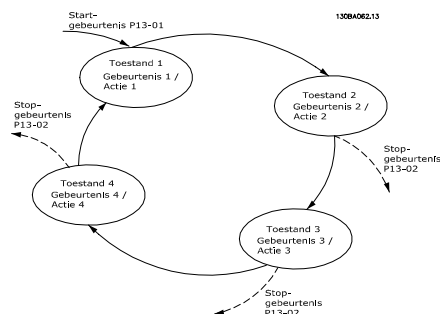 Start-
gebeurtenis P13-01
130BA062.13
Toestand 1
Gebeurtenis 1 /
Actie 1
Toestand 2
Gebeurtenis 2 /
Actie 2
Stop-
gebeurtenis
P13-02
Stop-
gebeurtenis
P13-02
Toestand 4
Gebeurtenis 4 /
Actie 4
Toestand 3
Gebeurtenis 3 /
Actie 3
Stop-
gebeurtenis
P13-02